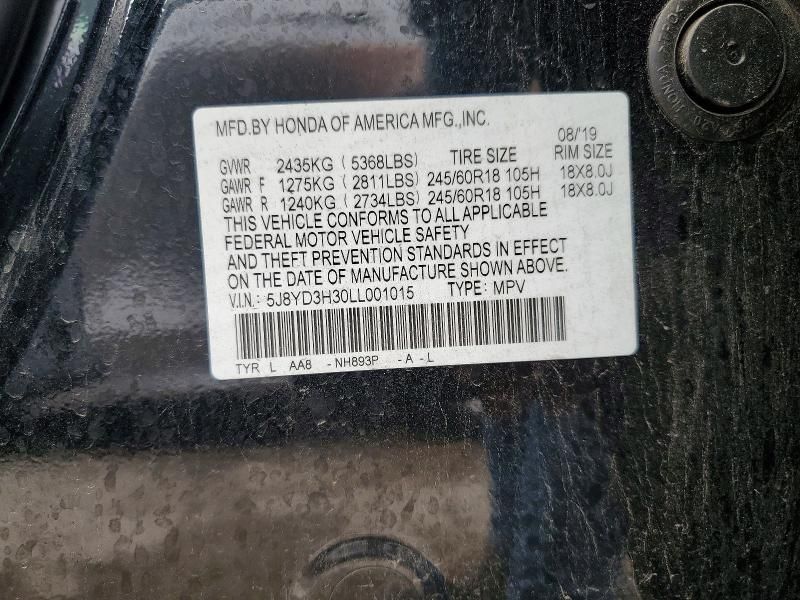 MFD.BY HONDA OF AMERICA MFG.,INC.
08/'19
GVWR 2435KG ( 5368LBS) TIRE SIZE RIM SIZE
GAWR F 1275KG ( 2811LBS) 245/60R18 105H 18X8.0J
GAWR R 1240KG ( 2734LBS) 245/60R18 105H 18X8.0J
THIS VEHICLE CONFORMS TO ALL APPLICABLE
FEDERAL MOTOR VEHICLE SAFETY
AND THEFT PREVENTION STANDARDS IN EFFECT
ON THE DATE OF MANUFACTURE SHOWN ABOVE.
V.I.N.: 5J8YD3H30LL001015 TYPE: MPV
TYR L AA8 -NH893P -A -L